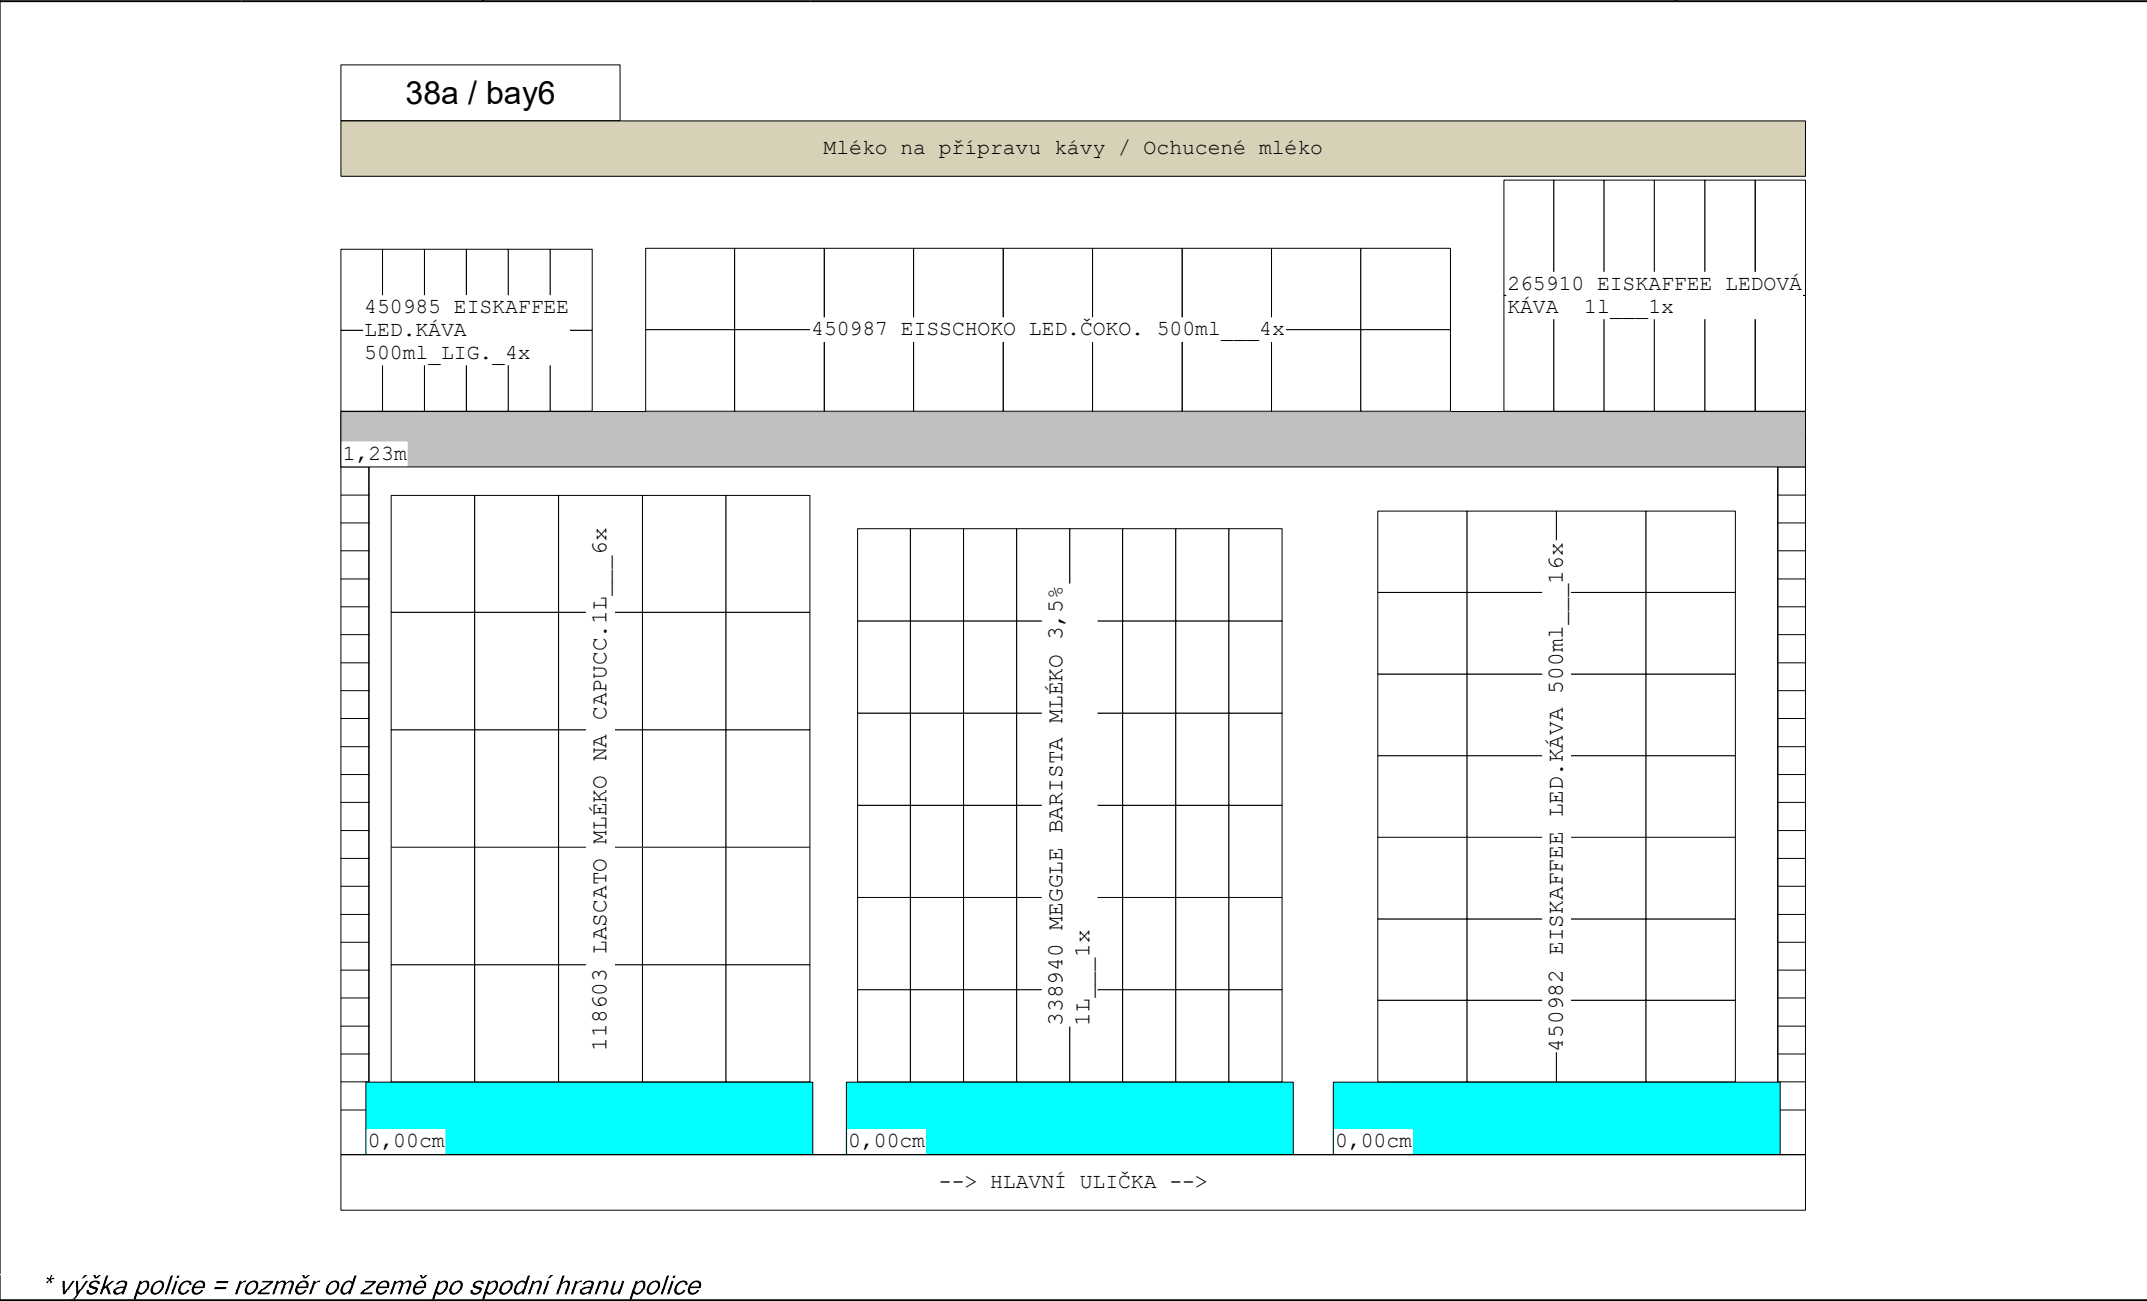 38a / bay6
Mléko na přípravu kávy / Ochucené mléko
450985 EISKAFFEE
LED.KÁVA
500ml_LIG._4x
450987 EISSCHOKO LED.ČOKO. 500ml___4x
265910 EISKAFFEE LEDOVÁ
KÁVA  1l___1x
1,23m
118603 LASCATO MLÉKO NA CAPUCC.1L___6x
338940 MEGGLE BARISTA MLÉKO 3,5%
1L___1x
450982 EISKAFFEE LED.KÁVA 500ml___16x
0,00cm
0,00cm
0,00cm
--> HLAVNÍ ULIČKA -->
* výška police = rozměr od země po spodní hranu police